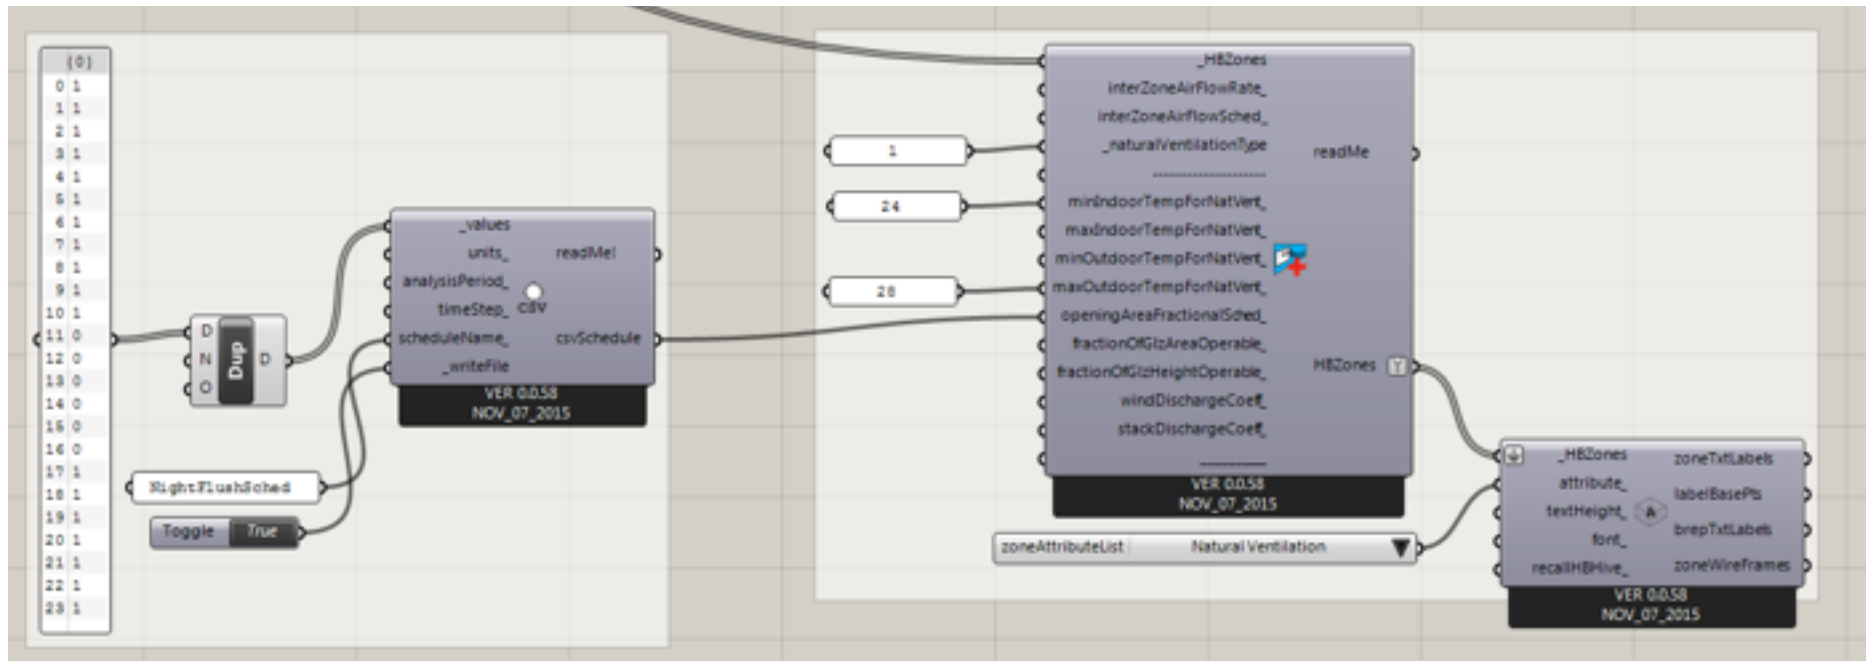 {0}
0 1
1 1
2 1
3 1
4 1
5 1
6 1
7 1
8 1
9 1
10 1
11 0
12 0
13 0
14 0
15 0
16 0
17 1
18 1
19 1
20 1
21 1
22 1
23 1
D
N
O
Dup
D
NightFlushSched
Toggle True
_values
units_
analysisPeriod_
timeStep_
scheduleName_
_writeFile
CSV
readMe!
csvSchedule
VER 0.0.58
NOV_07_2015
1
24
28
_HBZones
interZoneAirFlowRate_
interZoneAirFlowSched_
_naturalVentilationType
--------------------
minIndoorTempForNatVent_
maxIndoorTempForNatVent_
minOutdoorTempForNatVent_
maxOutdoorTempForNatVent_
openingAreaFractionalSched_
fractionOfGlzAreaOperable_
fractionOfGlzHeightOperable_
windDischargeCoeff_
stackDischargeCoeff_
----------
readMe
HBZones
VER 0.0.58
NOV_07_2015
zoneAttributeList Natural Ventilation
_HBZones
attribute_
textHeight_
font_
recallHBHive_
A
zoneTxtLabels
labelBasePts
brepTxtLabels
zoneWireFrames
VER 0.0.58
NOV_07_2015